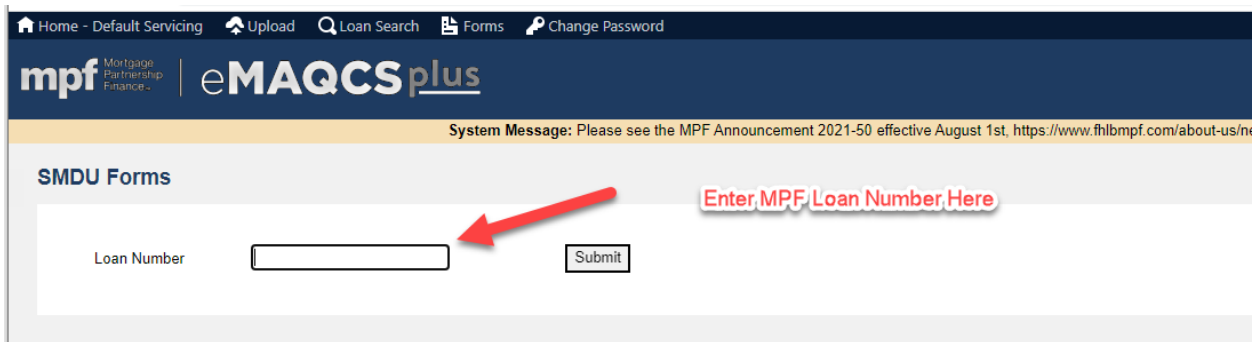 Home - Default Servicing Upload Loan Search Forms Change Password
mpf Mortgage Partnership Finance | eMAQCS plus
System Message: Please see the MPF Announcement 2021-50 effective August 1st, https://www.fhlbmpf.com/about-us/ne
SMDU Forms
Enter MPF Loan Number Here
Loan Number Submit